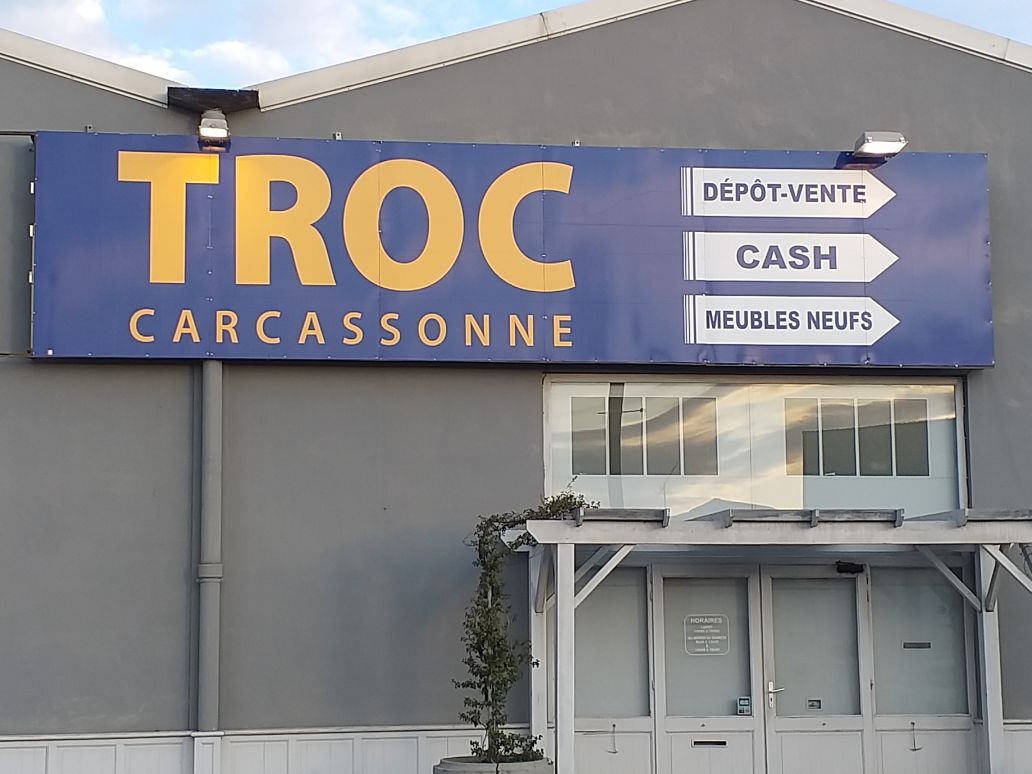 TROC
CARCASSONNE
DÉPÔT-VENTE
CASH
MEUBLES NEUFS
HORAIRES